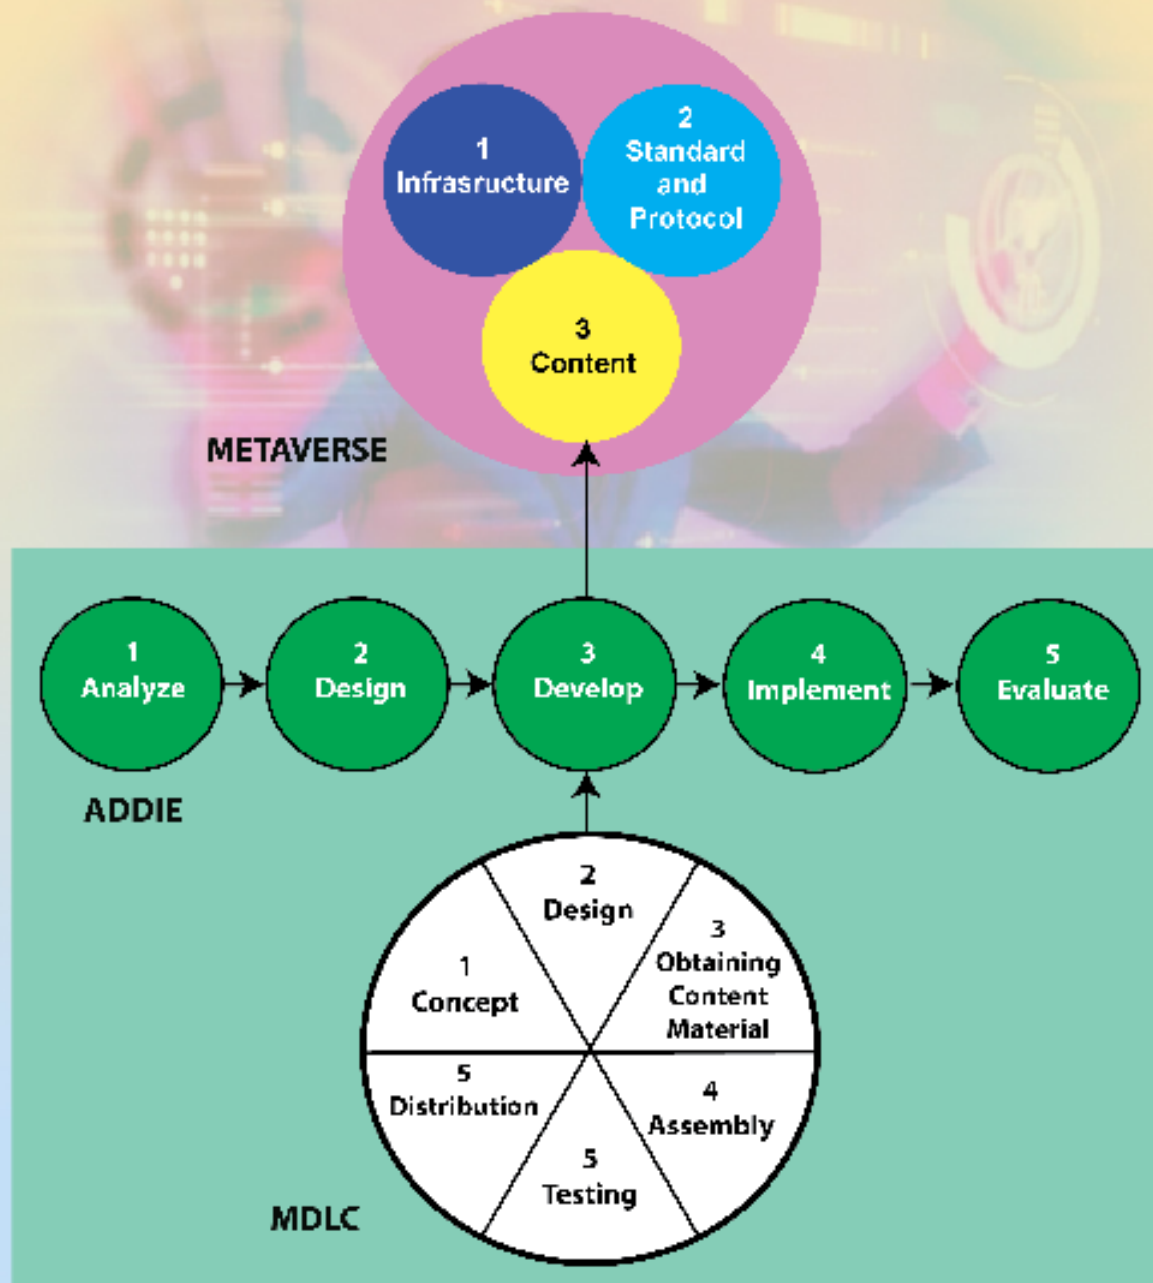 1
Infrasructure
2
Standard
and
Protocol
3
Content
METAVERSE
1
Analyze
2
Design
3
Develop
4
Implement
5
Evaluate
ADDIE
2
Design
3
Obtaining
Content
Material
1
Concept
5
Distribution
4
Assembly
5
Testing
MDLC